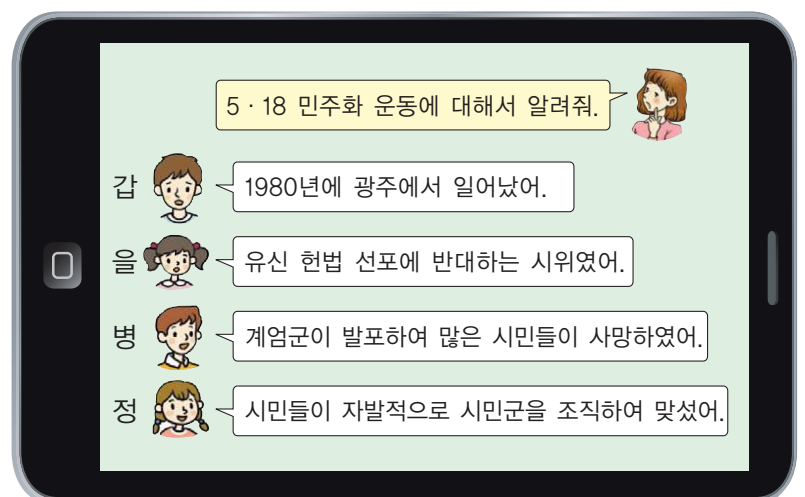 5·18 민주화 운동에 대해서 알려줘.
갑 1980년에 광주에서 일어났어.
을 유신 헌법 선포에 반대하는 시위였어.
병 계엄군이 발포하여 많은 시민들이 사망하였어.
정 시민들이 자발적으로 시민군을 조직하여 맞섰어.